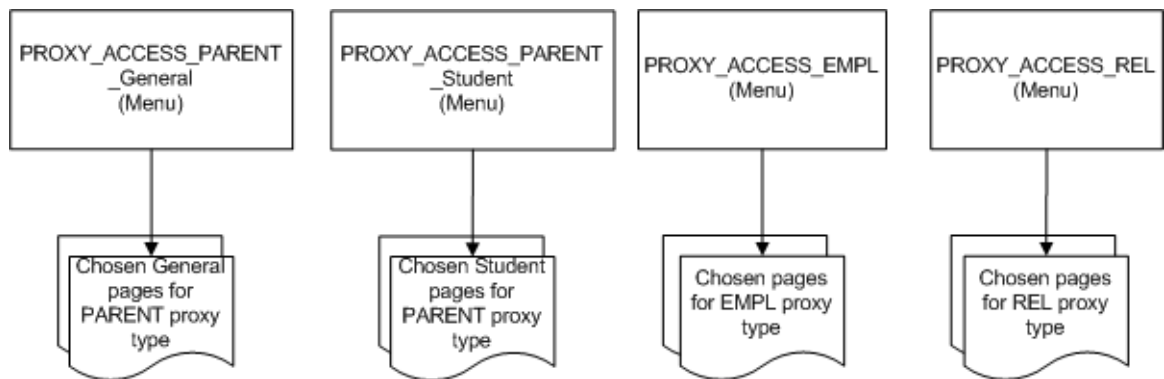 PROXY_ACCESS_PARENT
_General
(Menu)
PROXY_ACCESS_PARENT
_Student
(Menu)
PROXY_ACCESS_EMPL
(Menu)
PROXY_ACCESS_REL
(Menu)
Chosen General
pages for
PARENT proxy
type
Chosen Student
pages for
PARENT proxy
type
Chosen pages
for EMPL proxy
type
Chosen pages
for REL proxy
type